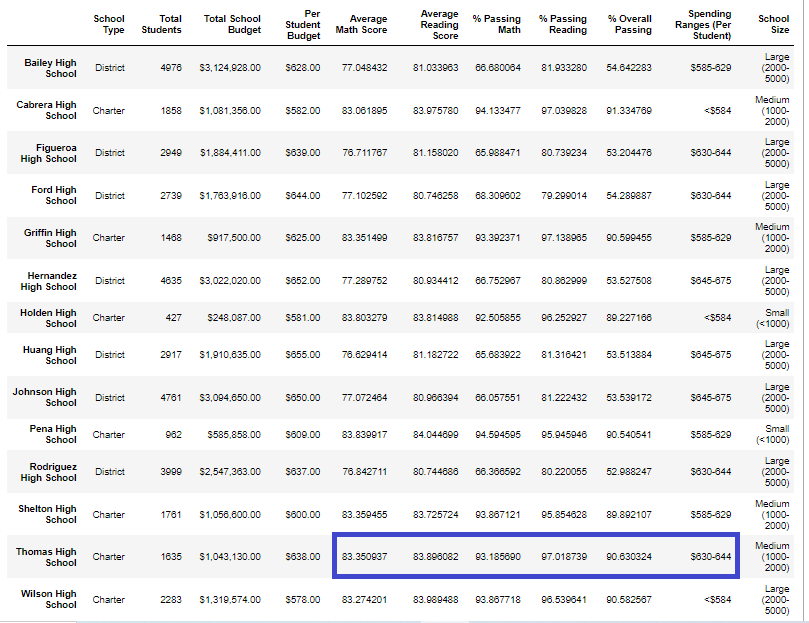 School Type Total Students Total School Budget Per Student Budget Average Math Score Average Reading Score % Passing Math % Passing Reading % Overall Passing Spending Ranges (Per Student) School Size
Bailey High School District 4976 $3,124,928.00 $628.00 77.048432 81.033963 66.680064 81.933280 54.642283 $585-629 Large (2000-5000)
Cabrera High School Charter 1858 $1,081,356.00 $582.00 83.061895 83.975780 94.133477 97.039828 91.334769 <$584 Medium (1000-2000)
Figueroa High School District 2949 $1,884,411.00 $639.00 76.711767 81.158020 65.988471 80.739234 53.204476 $630-644 Large (2000-5000)
Ford High School District 2739 $1,763,916.00 $644.00 77.102592 80.746258 68.309602 79.299014 54.289887 $630-644 Large (2000-5000)
Griffin High School Charter 1468 $917,500.00 $625.00 83.351499 83.816757 93.392371 97.138965 90.599455 $585-629 Medium (1000-2000)
Hernandez High School District 4635 $3,022,020.00 $652.00 77.289752 80.934412 66.752967 80.862999 53.527508 $645-675 Large (2000-5000)
Holden High School Charter 427 $248,087.00 $581.00 83.803279 83.814988 92.505855 96.252927 89.227166 <$584 Small (<1000)
Huang High School District 2917 $1,910,635.00 $655.00 76.629414 81.182722 65.683922 81.316421 53.513884 $645-675 Large (2000-5000)
Johnson High School District 4761 $3,094,650.00 $650.00 77.072464 80.966394 66.057551 81.222432 53.539172 $645-675 Large (2000-5000)
Pena High School Charter 962 $585,858.00 $609.00 83.839917 84.044699 94.594595 95.945946 90.540541 $585-629 Small (<1000)
Rodriguez High School District 3999 $2,547,363.00 $637.00 76.842711 80.744686 66.366592 80.220055 52.988247 $630-644 Large (2000-5000)
Shelton High School Charter 1761 $1,056,600.00 $600.00 83.359455 83.725724 93.867121 95.854628 89.892107 $585-629 Medium (1000-2000)
Thomas High School Charter 1635 $1,043,130.00 $638.00 83.350937 83.896082 93.185690 97.018739 90.630324 $630-644 Medium (1000-2000)
Wilson High School Charter 2283 $1,319,574.00 $578.00 83.274201 83.989488 93.867718 96.539641 90.582567 <$584 Large (2000-5000)